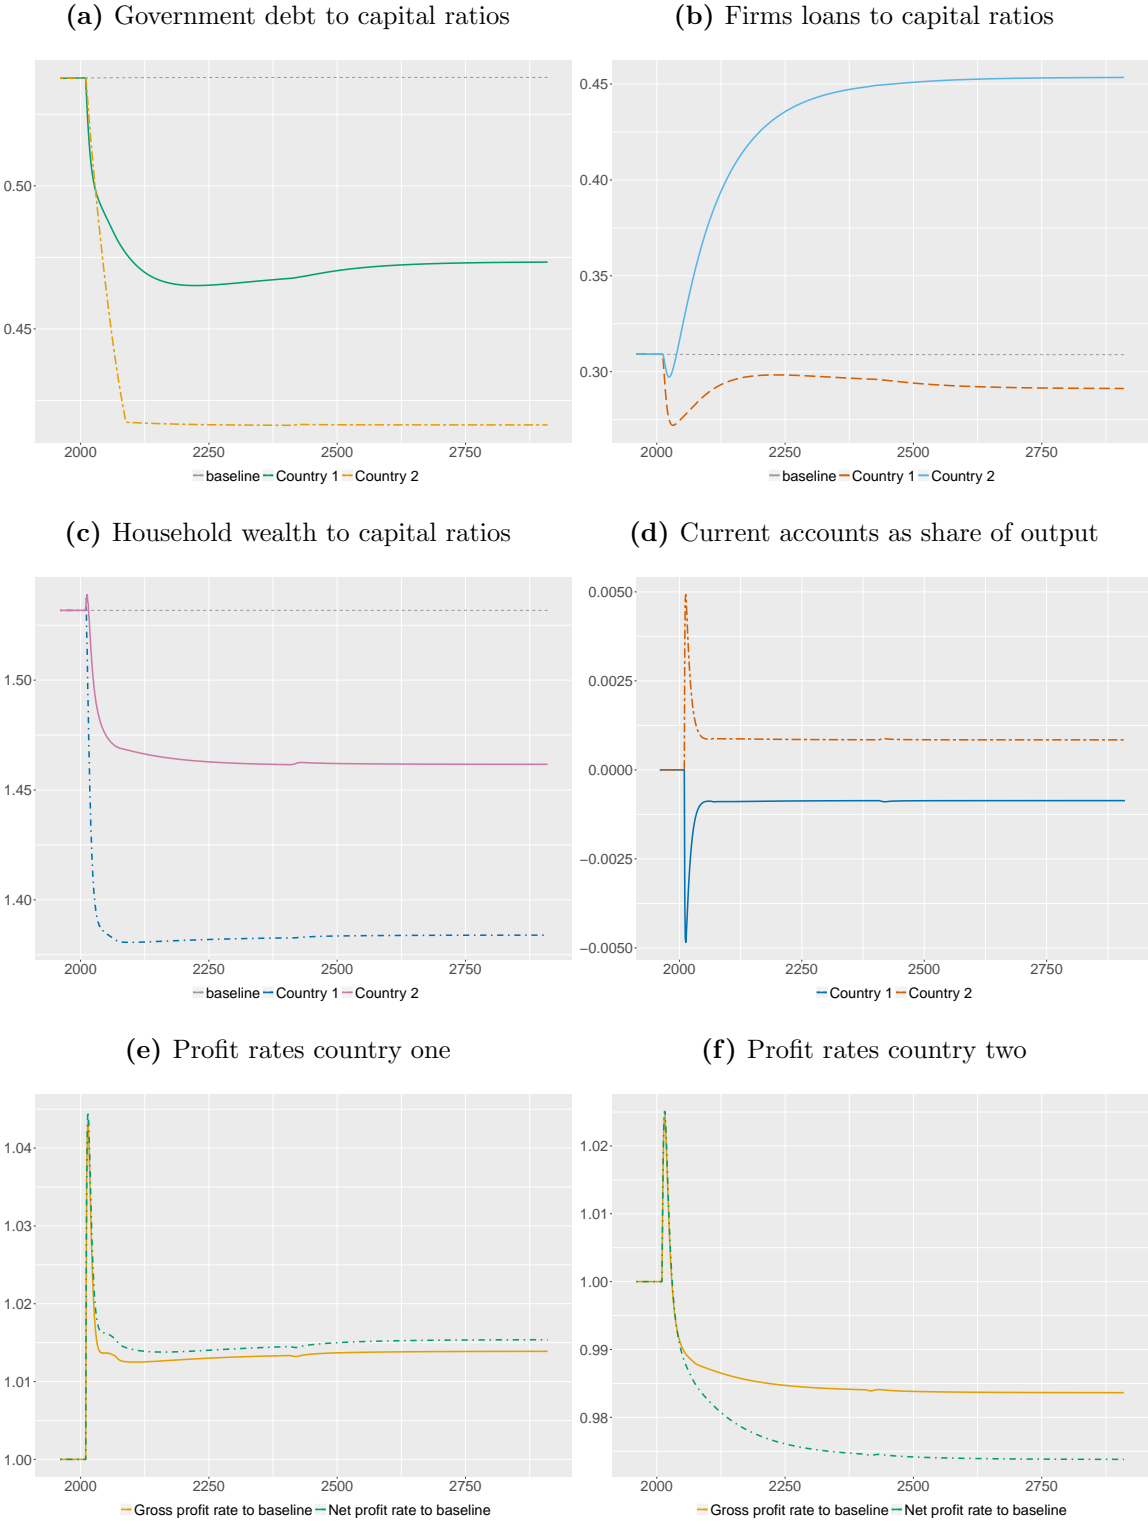 (a) Government debt to capital ratios
0.50
0.45
2000 2250 2500 2750
baseline Country 1 Country 2
(b) Firms loans to capital ratios
0.45
0.40
0.35
0.30
2000 2250 2500 2750
baseline Country 1 Country 2
(c) Household wealth to capital ratios
1.50
1.45
1.40
2000 2250 2500 2750
baseline Country 1 Country 2
(d) Current accounts as share of output
0.0050
0.0025
0.0000
−0.0025
−0.0050
2000 2250 2500 2750
Country 1 Country 2
(e) Profit rates country one
1.04
1.03
1.02
1.01
1.00
2000 2250 2500 2750
Gross profit rate to baseline Net profit rate to baseline
(f) Profit rates country two
1.02
1.01
1.00
0.99
0.98
2000 2250 2500 2750
Gross profit rate to baseline Net profit rate to baseline